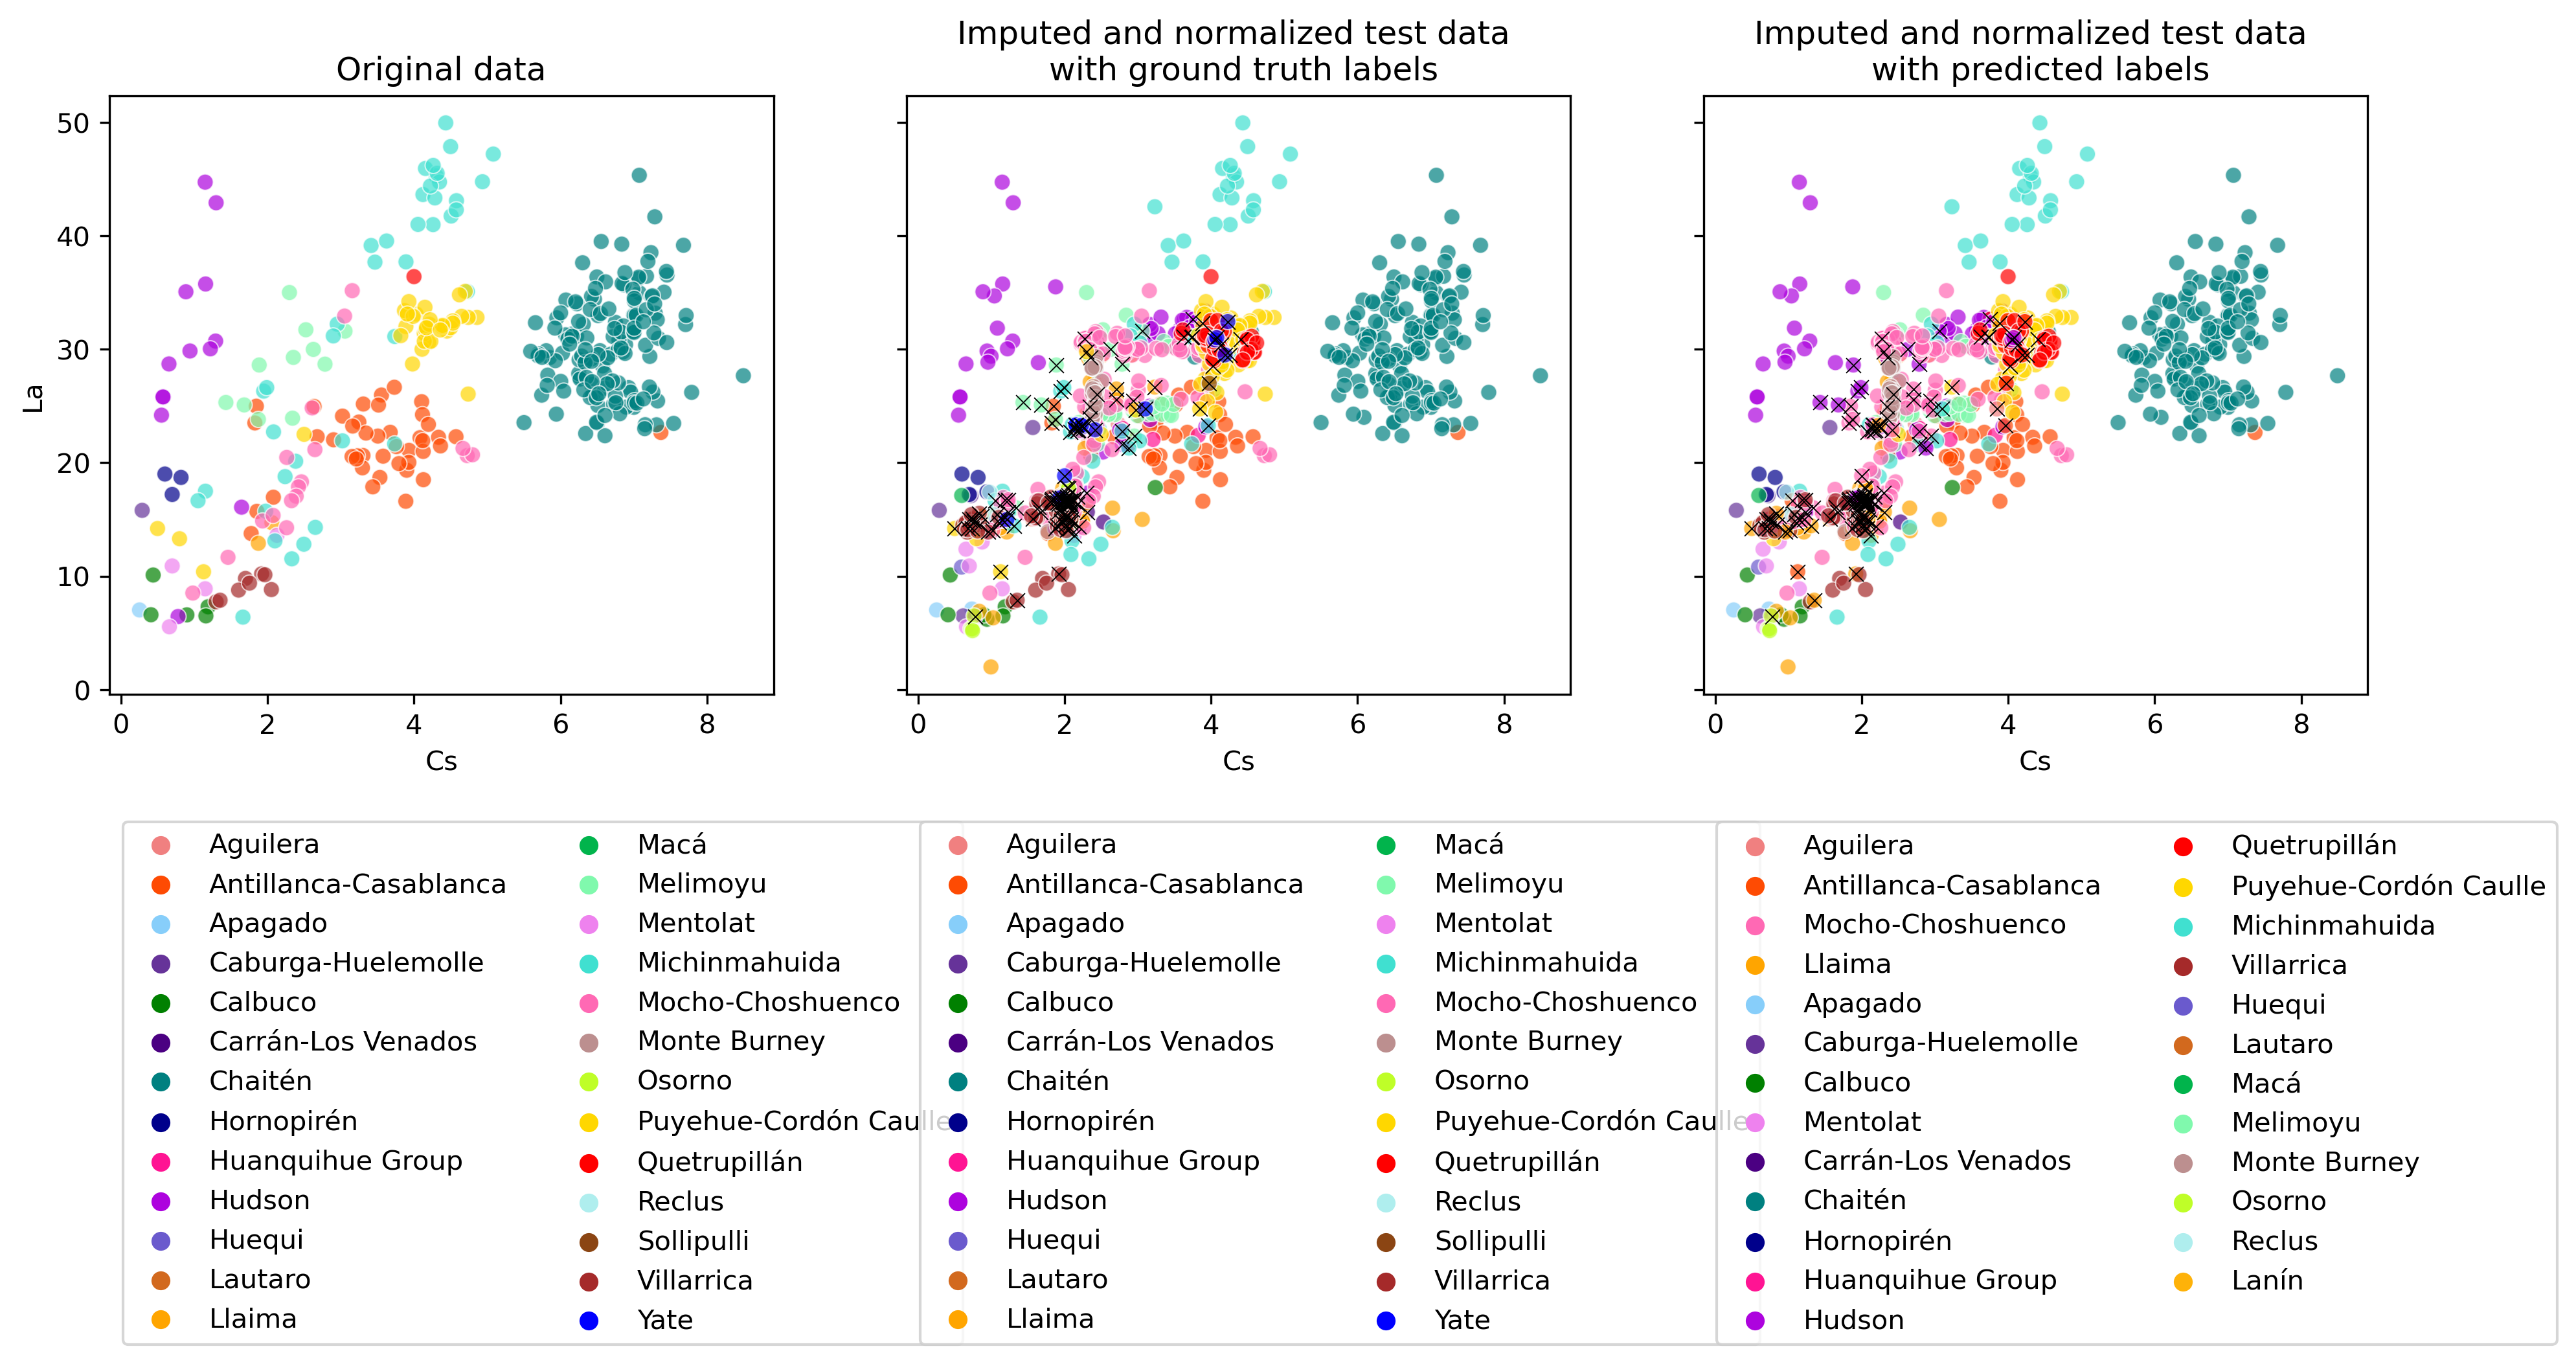 Original data
Imputed and normalized test data
with ground truth labels
Imputed and normalized test data
with predicted labels
50
40
30
20
10
0
La
0 2 4 6 8
0 2 4 6 8
0 2 4 6 8
Cs
Cs
Cs
Aguilera
Antillanca-Casablanca
Apagado
Caburga-Huelemolle
Calbuco
Carrán-Los Venados
Chaitén
Hornopirén
Huanquihue Group
Hudson
Huequi
Lautaro
Llaima
Macá
Melimoyu
Mentolat
Michinmahuida
Mocho-Choshuenco
Monte Burney
Osorno
Puyehue-Cordón Caulle
Quetrupillán
Reclus
Sollipulli
Villarrica
Yate
Aguilera
Antillanca-Casablanca
Apagado
Caburga-Huelemolle
Calbuco
Carrán-Los Venados
Chaitén
Hornopirén
Huanquihue Group
Hudson
Huequi
Lautaro
Llaima
Macá
Melimoyu
Mentolat
Michinmahuida
Mocho-Choshuenco
Monte Burney
Osorno
Puyehue-Cordón Caulle
Quetrupillán
Reclus
Sollipulli
Villarrica
Yate
Aguilera
Antillanca-Casablanca
Mocho-Choshuenco
Llaima
Apagado
Caburga-Huelemolle
Calbuco
Mentolat
Carrán-Los Venados
Chaitén
Hornopirén
Huanquihue Group
Hudson
Quetrupillán
Puyehue-Cordón Caulle
Michinmahuida
Villarrica
Huequi
Lautaro
Macá
Melimoyu
Monte Burney
Osorno
Reclus
Lanín